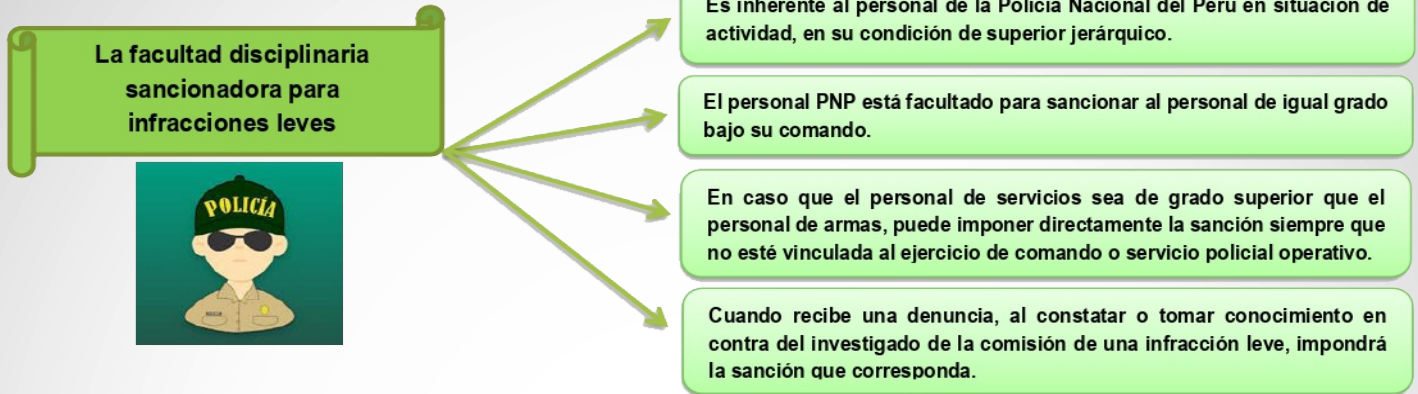 La facultad disciplinaria
sancionadora para
infracciones leves
POLICÍA
Es inherente al personal de la Policía Nacional del Perú en situación de
actividad, en su condición de superior jerárquico.
El personal PNP está facultado para sancionar al personal de igual grado
bajo su comando.
En caso que el personal de servicios sea de grado superior que el
personal de armas, puede imponer directamente la sanción siempre que
no esté vinculada al ejercicio de comando o servicio policial operativo.
Cuando recibe una denuncia, al constatar o tomar conocimiento en
contra del investigado de la comisión de una infracción leve, impondrá
la sanción que corresponda.